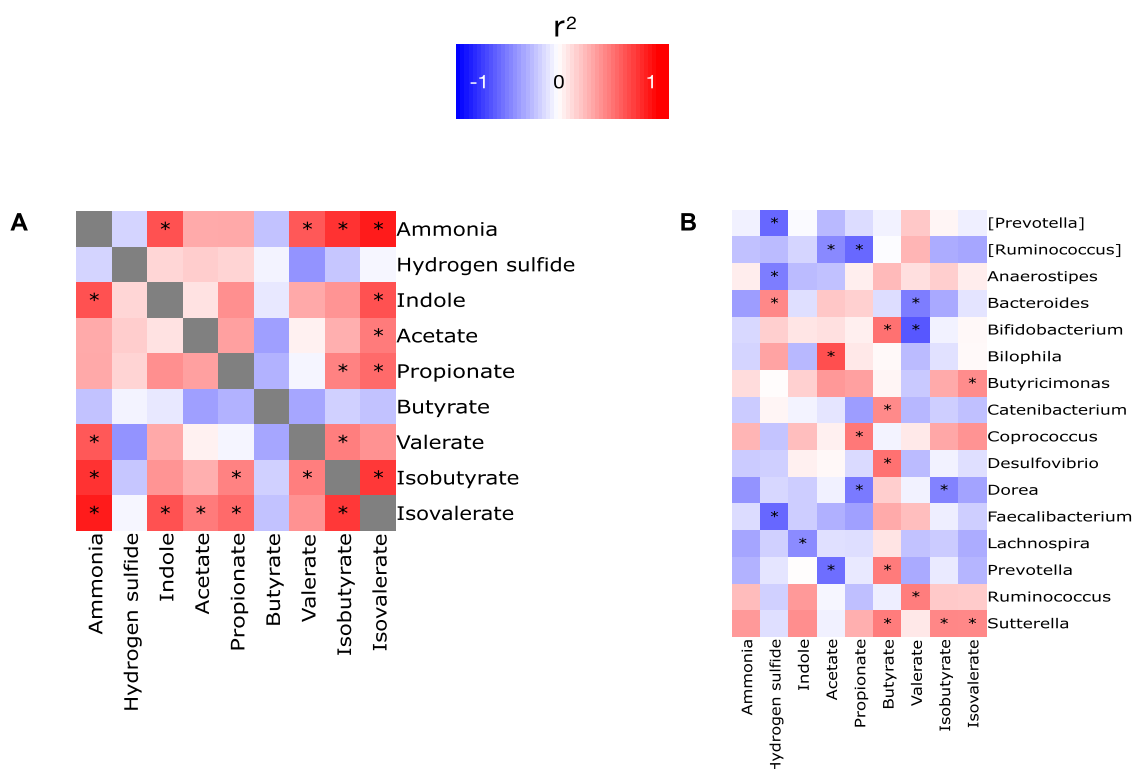 r²
-1 0 1
A
Ammonia
* * * *
Hydrogen sulfide
Indole
* *
Acetate
*
Propionate
* *
Butyrate
Valerate
* *
Isobutyrate
* * * *
Isovalerate
* * * * *
Ammonia
Hydrogen sulfide
Indole
Acetate
Propionate
Butyrate
Valerate
Isobutyrate
Isovalerate
B
* [Prevotella]
* * [Ruminococcus]
* Anaerostipes
* * Bacteroides
* * Bifidobacterium
* Bilophila
* Butyricimonas
* Catenibacterium
* Coprococcus
* Desulfovibrio
* * Dorea
* Faecalibacterium
* Lachnospira
* * Prevotella
* Ruminococcus
* * * Sutterella
Ammonia
Hydrogen sulfide
Indole
Acetate
Propionate
Butyrate
Valerate
Isobutyrate
Isovalerate